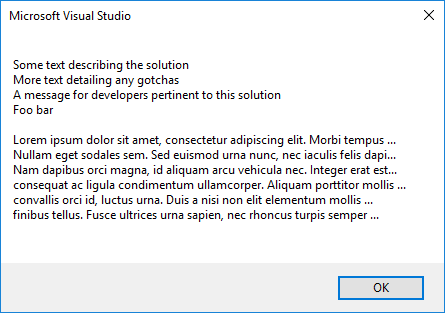 Microsoft Visual Studio
Some text describing the solution
More text detailing any gotchas
A message for developers pertinent to this solution
Foo bar
Lorem ipsum dolor sit amet, consectetur adipiscing elit. Morbi tempus ...
Nullam eget sodales sem. Sed euismod urna nunc, nec iaculis felis dapi...
Nam dapibus orci magna, id aliquam arcu vehicula nec. Integer erat est...
consequat ac ligula condimentum ullamcorper. Aliquam porttitor mollis ...
convallis orci id, luctus urna. Duis a nisi non elit elementum mollis ...
finibus tellus. Fusce ultrices urna sapien, nec rhoncus turpis semper ...
OK